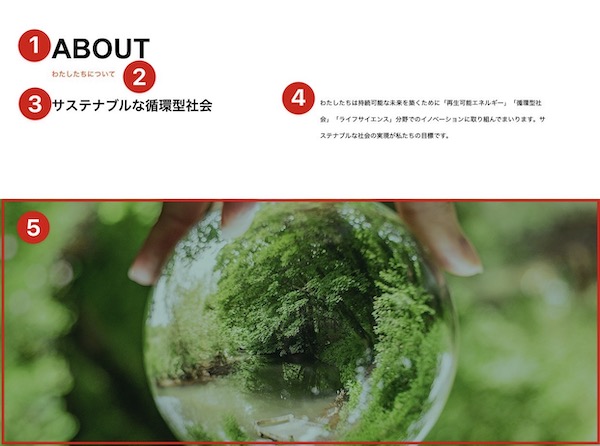 1 ABOUT
わたしたちについて 2
3 サステナブルな循環型社会
4 わたしたちは持続可能な未来を築くために「再生可能エネルギー」「循環型社
会」「ライフサイエンス」分野でのイノベーションに取り組んでまいります。サ
ステナブルな社会の実現が私たちの目標です。
5